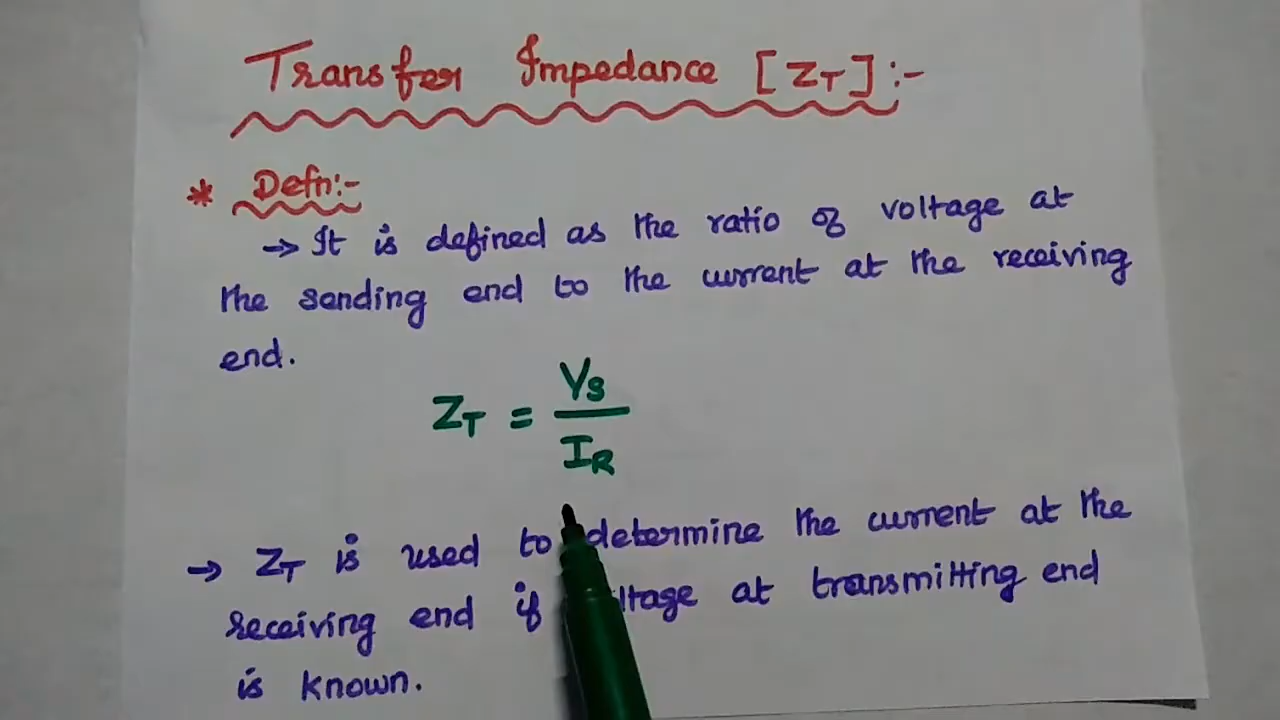 Transfer Impedance [ZT]:-
* Defn:-
→ It is defined as the ratio of voltage at
the sending end to the current at the receiving
end.
ZT = VS / IR
→ ZT is used to determine the current at the
receiving end if ltage at transmitting end
is known.